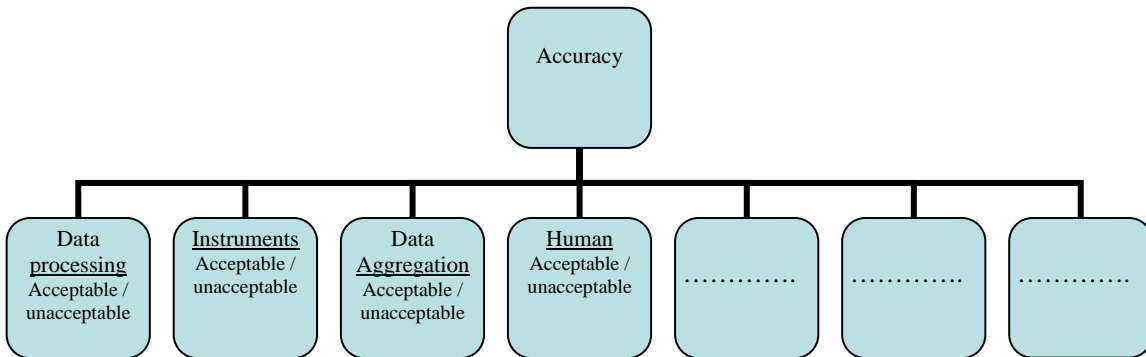 Accuracy
Data
processing
Acceptable /
unacceptable
Instruments
Acceptable /
unacceptable
Data
Aggregation
Acceptable /
unacceptable
Human
Acceptable /
unacceptable
………….
………….
………….